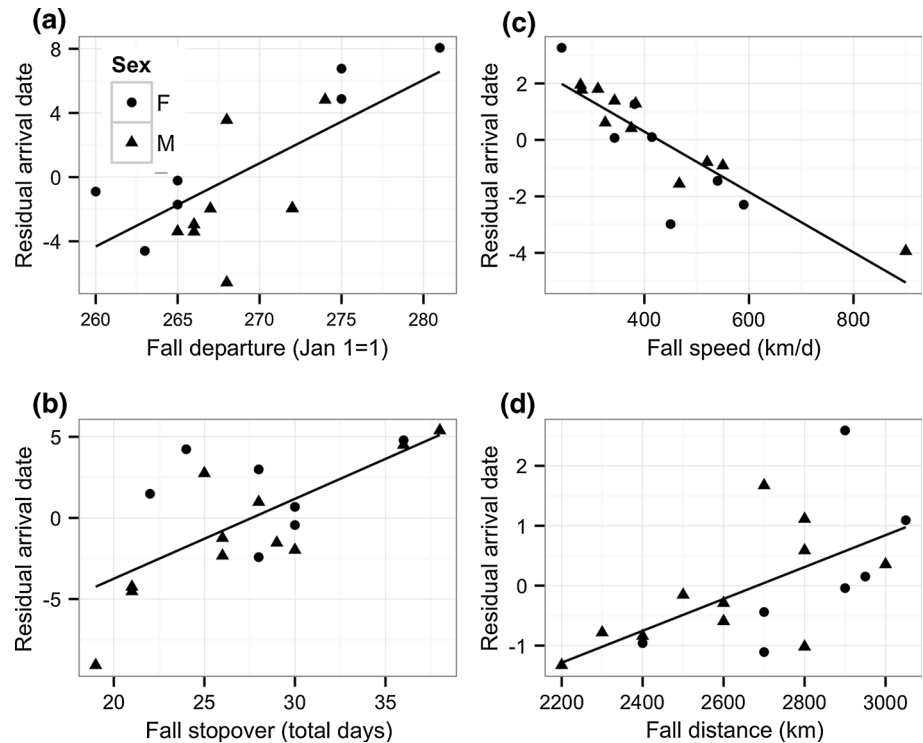 (a)
Residual arrival date
8
4
0
-4
Sex
F
M
260 265 270 275 280
Fall departure (Jan 1=1)
(c)
Residual arrival date
2
0
-2
-4
400 600 800
Fall speed (km/d)
(b)
Residual arrival date
5
0
-5
20 25 30 35
Fall stopover (total days)
(d)
Residual arrival date
2
1
0
-1
2200 2400 2600 2800 3000
Fall distance (km)